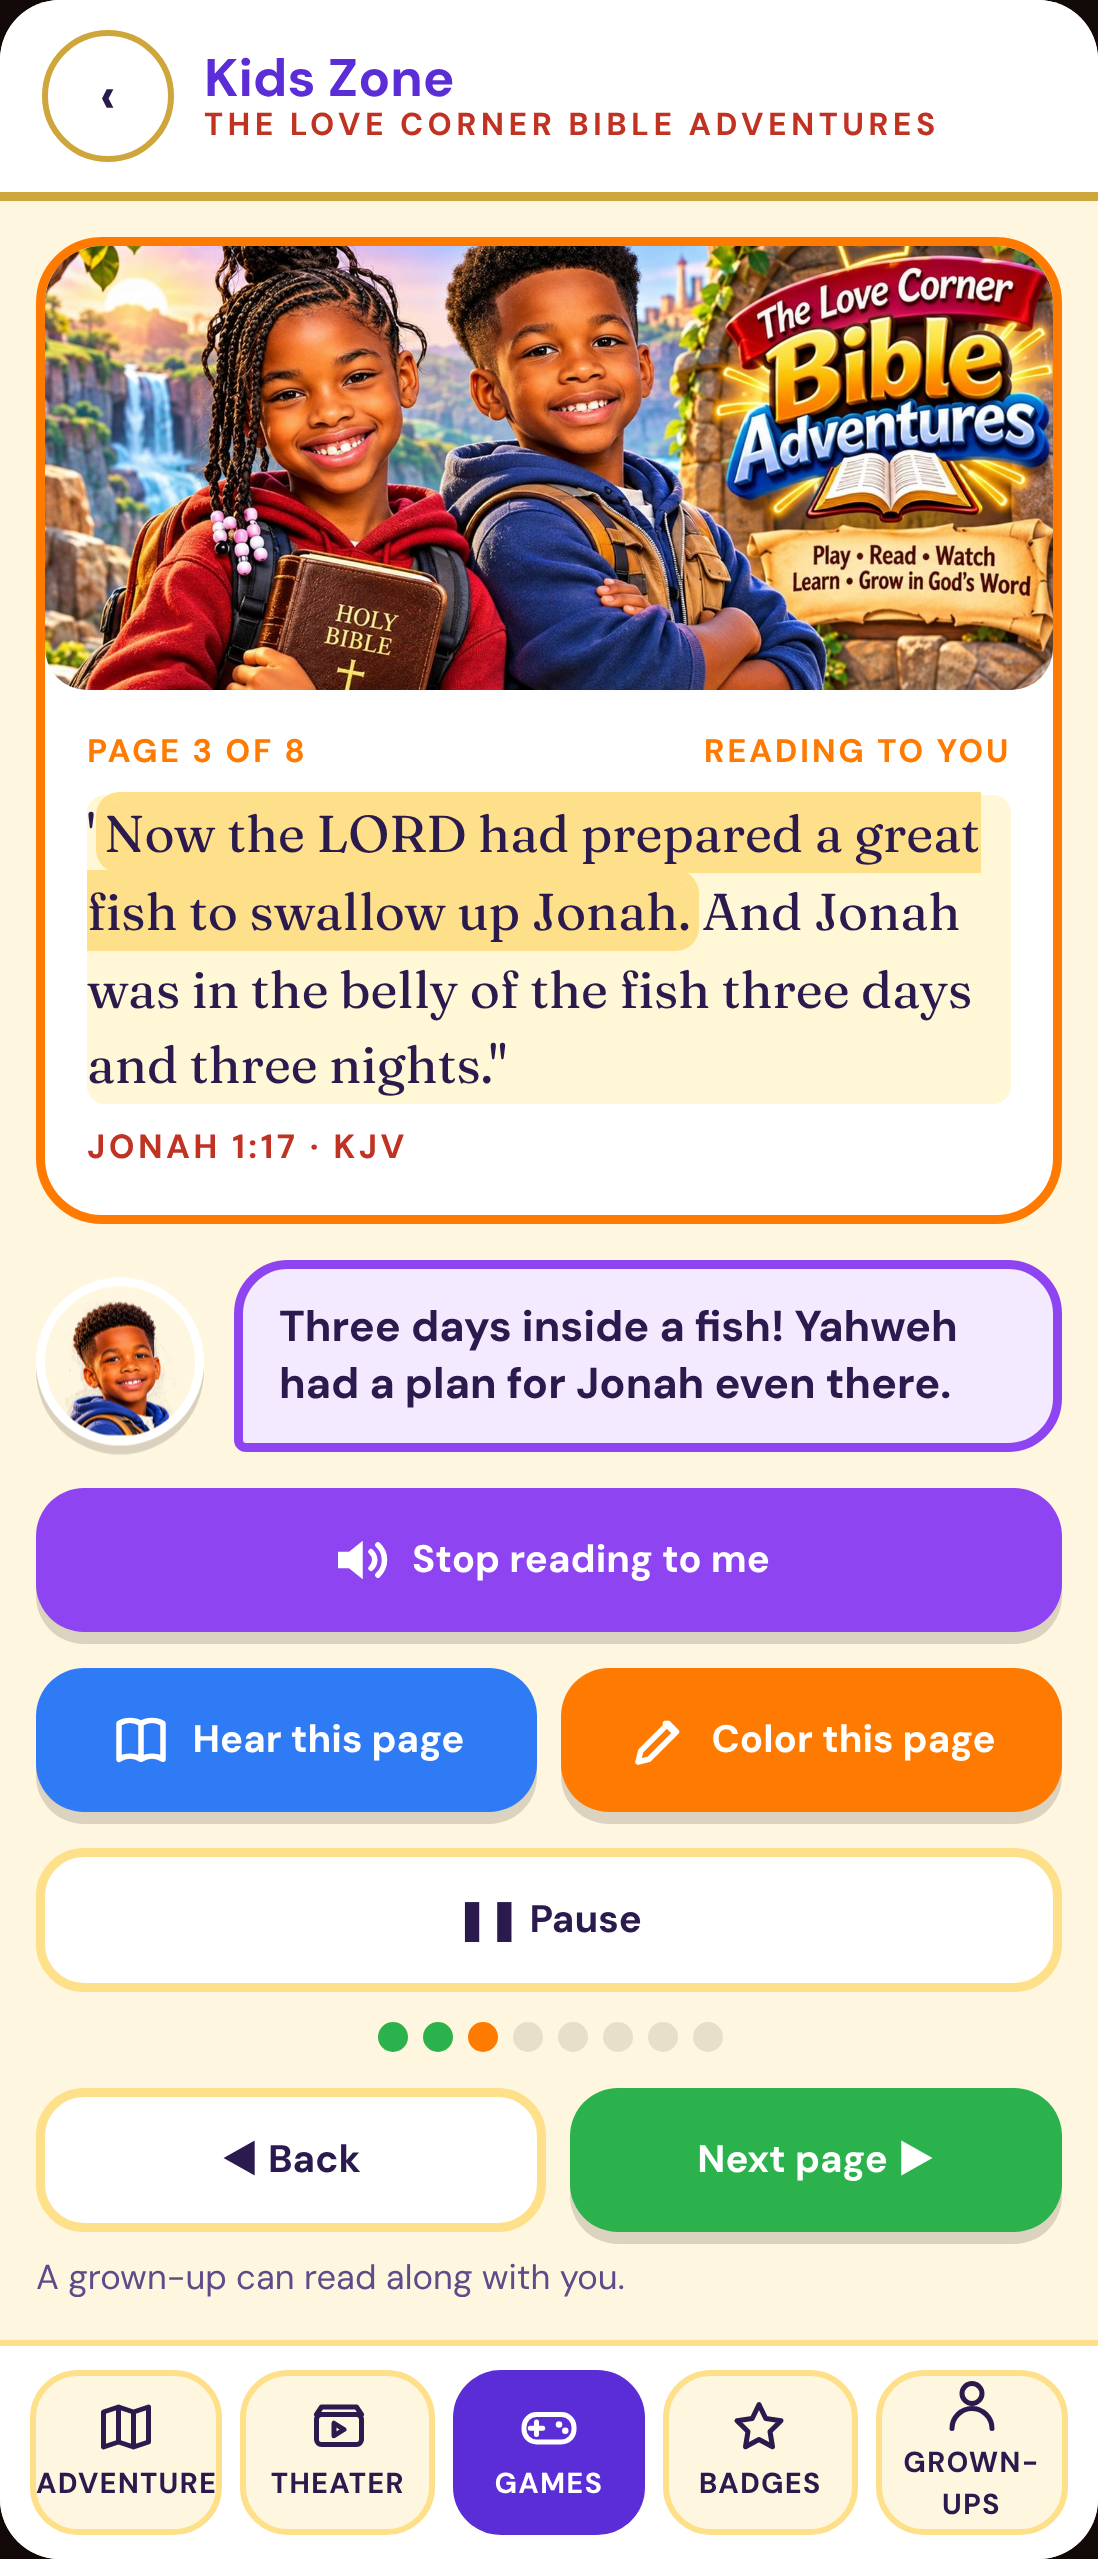 Kids Zone
THE LOVE CORNER BIBLE ADVENTURES
The Love Corner
Bible
Adventures
Play • Read • Watch
Learn • Grow in God's Word
HOLY
BIBLE
PAGE 3 OF 8
READING TO YOU
"Now the LORD had prepared a great
fish to swallow up Jonah. And Jonah
was in the belly of the fish three days
and three nights."
JONAH 1:17 · KJV
Three days inside a fish! Yahweh
had a plan for Jonah even there.
Stop reading to me
Hear this page
Color this page
Pause
Back
Next page
A grown-up can read along with you.
ADVENTURE
THEATER
GAMES
BADGES
GROWN-
UPS